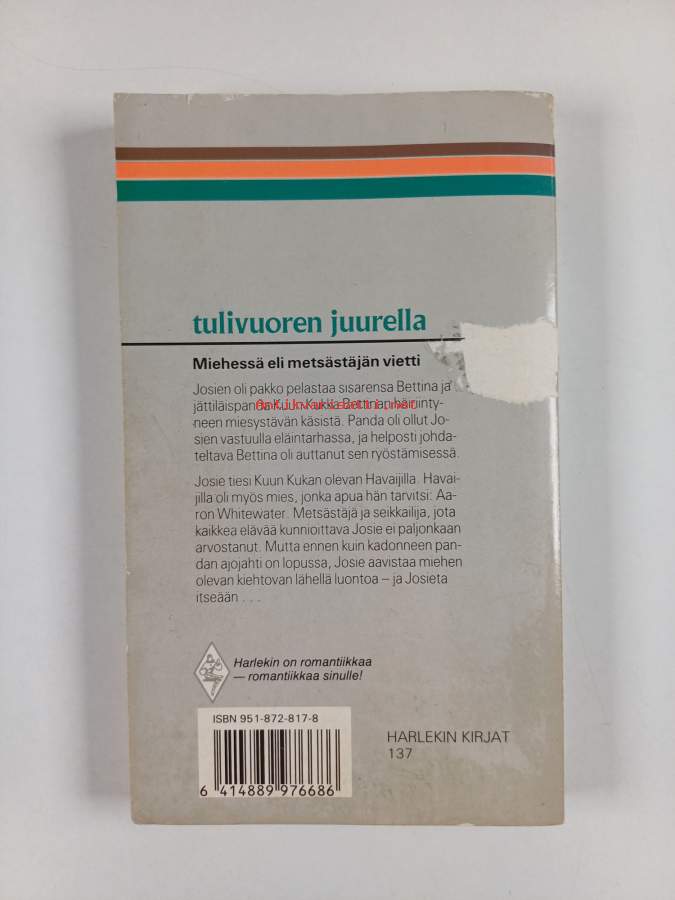 tulivuoren juurella
Miehessä eli metsästäjän vietti
Josien oli pakko pelastaa sisarensa Bettina ja
jättiläispanda Kuun Kukka Bettinan häiriinty-
neen miesystävän käsistä. Panda oli ollut Jo-
sien vastuulla eläintarhassa, ja helposti johda-
teltava Bettina oli auttanut sen ryöstämisessä.
Josie tiesi Kuun Kukan olevan Havaijilla. Havai-
jilla oli myös mies, jonka apua hän tarvitsi: Aa-
ron Whitewater. Metsästäjä ja seikkailija, jota
kaikkea elävää kunnioittava Josie ei paljonkaan
arvostanut. Mutta ennen kuin kadonneen pan-
dan ajojahti on lopussa, Josie aavistaa miehen
olevan kiehtovan lähellä luontoa – ja Josieta
itseään . . .
Harlekin on romantiikkaa
— romantiikkaa sinulle!
ISBN 951-872-817-8
6 414889 976686
HARLEKIN KIRJAT
137